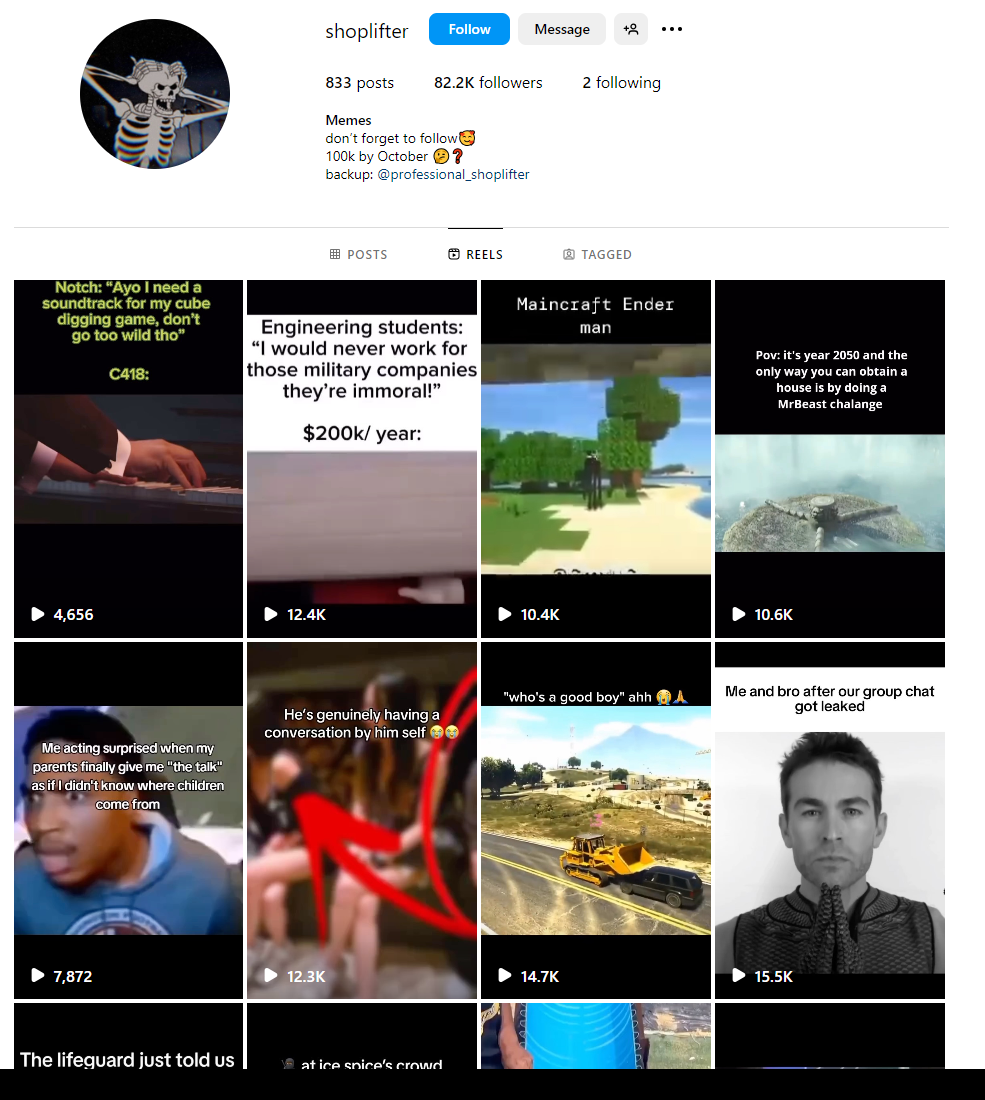 shoplifter
Follow
Message
833 posts
82.2K followers
2 following
Memes
don't forget to follow🥰
100k by October 🤔❓
backup: @professional_shoplifter
POSTS
REELS
TAGGED
Notch: “Ayo I need a
soundtrack for my cube
digging game, don't
go too wild tho”
C418:
4,656
Engineering students:
“I would never work for
those military companies
they're immoral!”
$200k/ year:
12.4K
Maincraft Ender
man
10.4K
Pov: it's year 2050 and the
only way you can obtain a
house is by doing a
MrBeast chalange
10.6K
Me acting surprised when my
parents finally give me "the talk"
as if I didn't know where children
come from
7,872
He's genuinely having a
conversation by him self 😭😭
12.3K
"who's a good boy" ahh 😭🙏
14.7K
Me and bro after our group chat
got leaked
15.5K
The lifeguard just told us
at ice spice's crowd